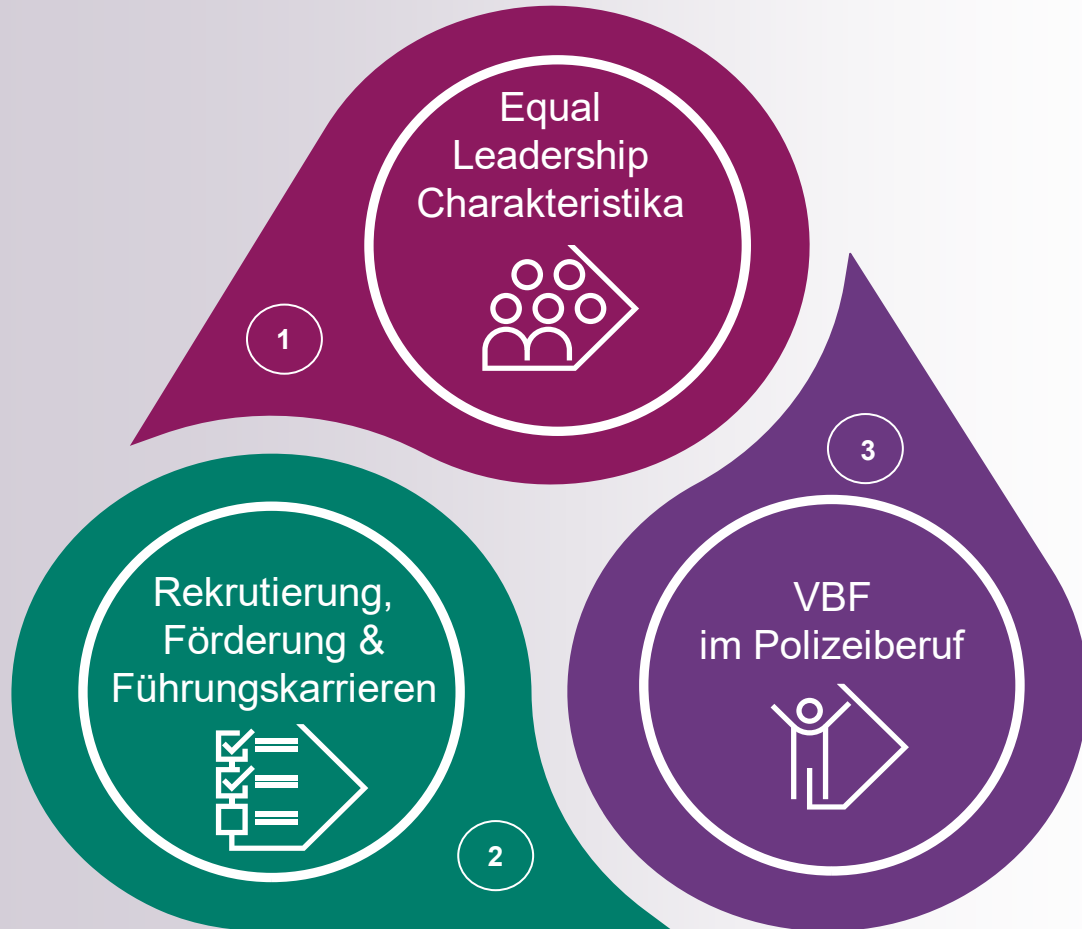 Equal
Leadership
Charakteristika
1
Rekrutierung,
Förderung &
Führungskarrieren
2
3
VBF
im Polizeiberuf